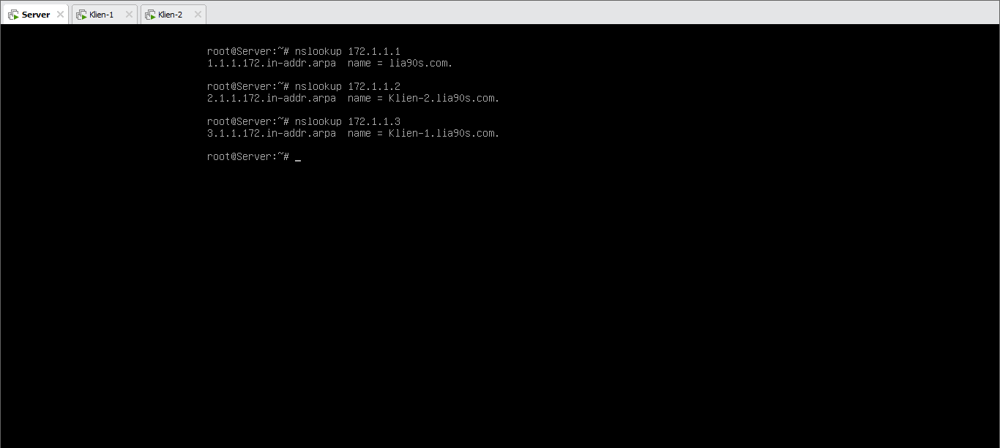 Server
Klien-1
Klien-2
root@Server:~# nslookup 172.1.1.1
1.1.1.172.in-addr.arpa  name = lia90s.com.
root@Server:~# nslookup 172.1.1.2
2.1.1.172.in-addr.arpa  name = Klien-2.lia90s.com.
root@Server:~# nslookup 172.1.1.3
3.1.1.172.in-addr.arpa  name = Klien-1.lia90s.com.
root@Server:~# _